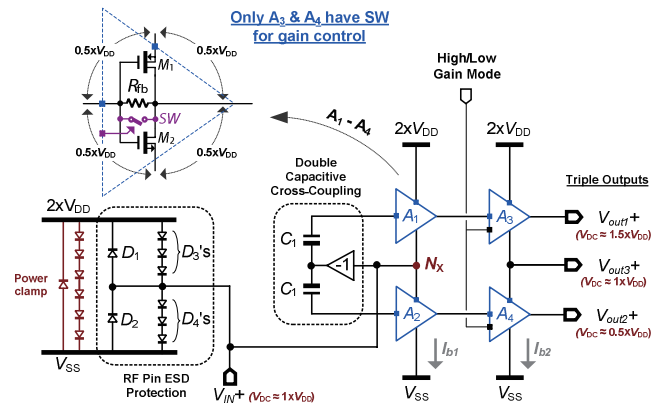 Only A3 & A4 have SW
for gain control
0.5xVDD
0.5xVDD
M1
Rfb
SW
M2
0.5xVDD
0.5xVDD
A1 - A4
High/Low
Gain Mode
2xVDD
2xVDD
Double
Capacitive
Cross-Coupling
Triple Outputs
A1
A3
Vout1+
(VDC ≈ 1.5xVDD)
C1
-1
NX
Vout3+
(VDC ≈ 1xVDD)
C1
A2
A4
Vout2+
(VDC ≈ 0.5xVDD)
Ib1
Ib2
VSS
VSS
2xVDD
D1
D3's
Power
clamp
D2
D4's
VSS
RF Pin ESD
Protection
VIN+ (VDC ≈ 1xVDD)